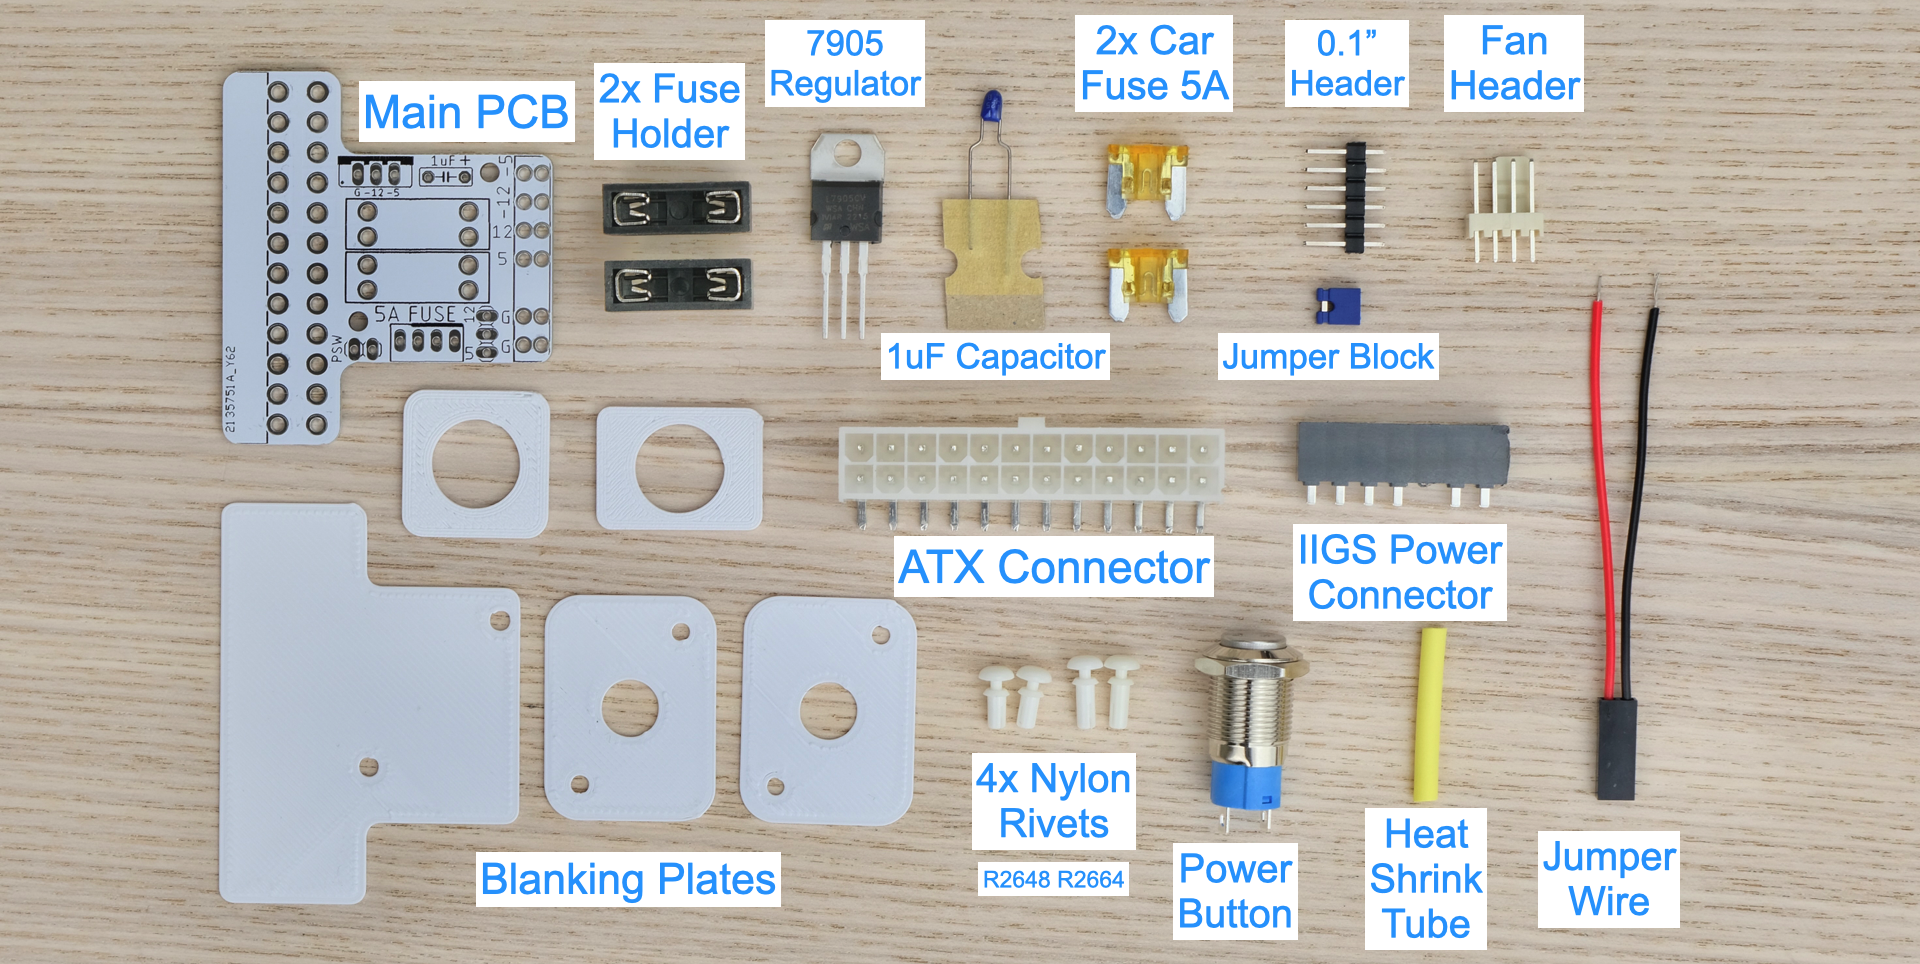 Main PCB
2x Fuse
Holder
7905
Regulator
2x Car
Fuse 5A
0.1”
Header
Fan
Header
1uF +
G -12 -5
-5
-12
12
5
G
G
5A FUSE
12
5
PSW
2135751A_Y62
L7905CV
1uF Capacitor
Jumper Block
ATX Connector
IIGS Power
Connector
Blanking Plates
4x Nylon
Rivets
R2648 R2664
Power
Button
Heat
Shrink
Tube
Jumper
Wire